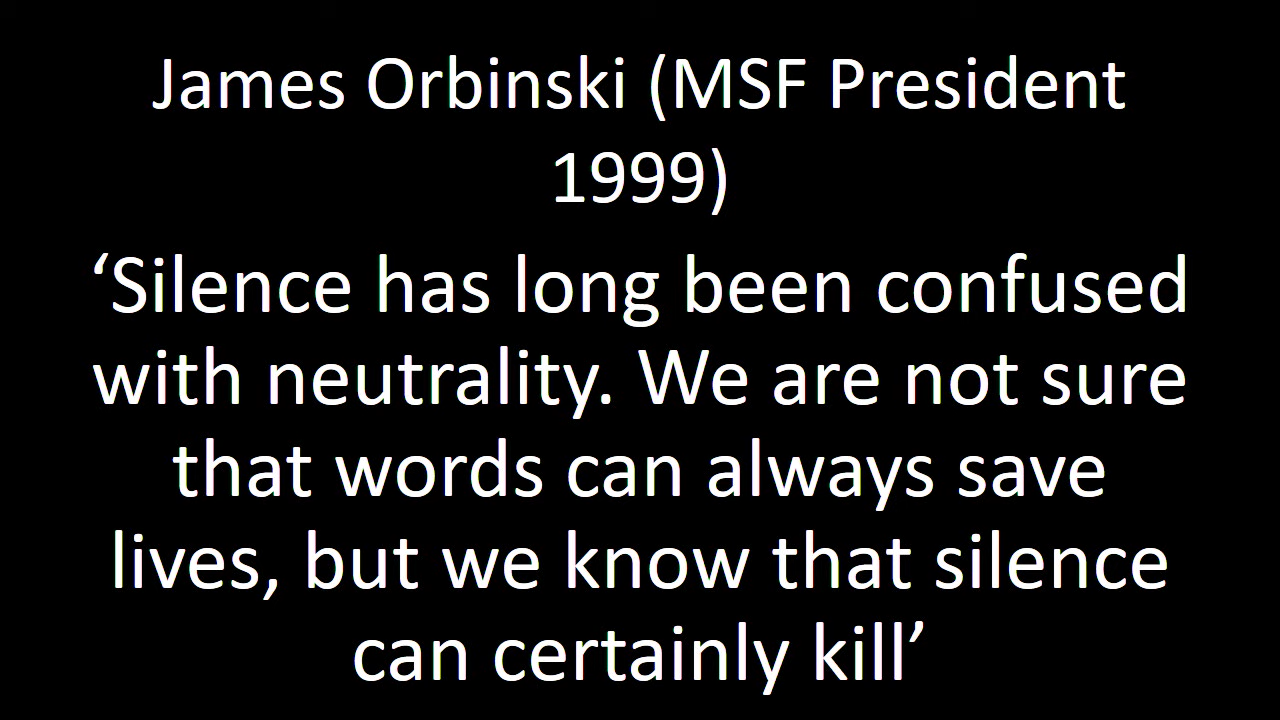 James Orbinski (MSF President
1999)
‘Silence has long been confused
with neutrality. We are not sure
that words can always save
lives, but we know that silence
can certainly kill’